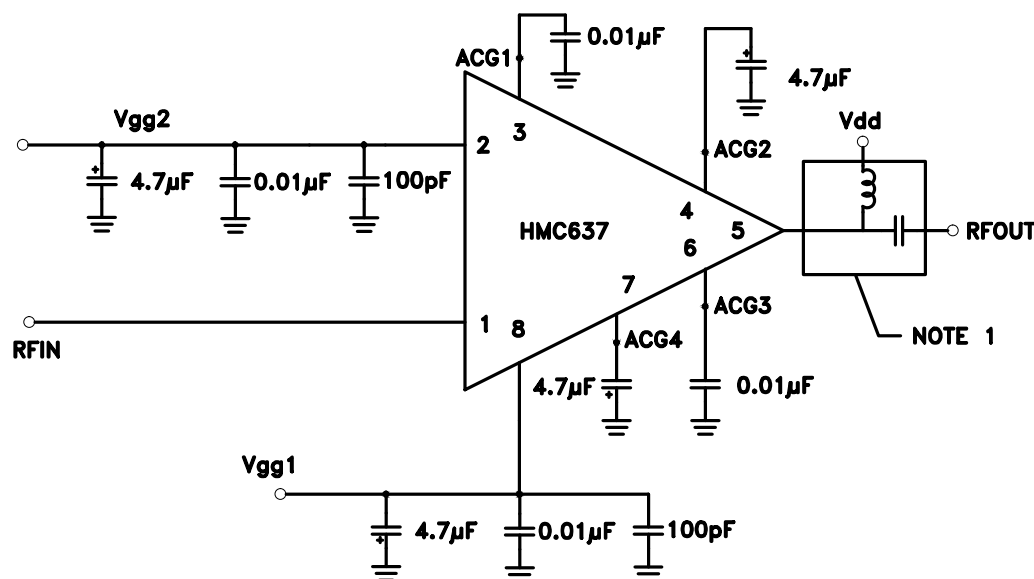 0.01µF
ACG1
4.7µF
Vgg2
Vdd
3
2
ACG2
4.7µF
0.01µF
100pF
4
HMC637
5
RFOUT
6
7
ACG3
1
8
NOTE 1
RFIN
ACG4
4.7µF
0.01µF
Vgg1
4.7µF
0.01µF
100pF